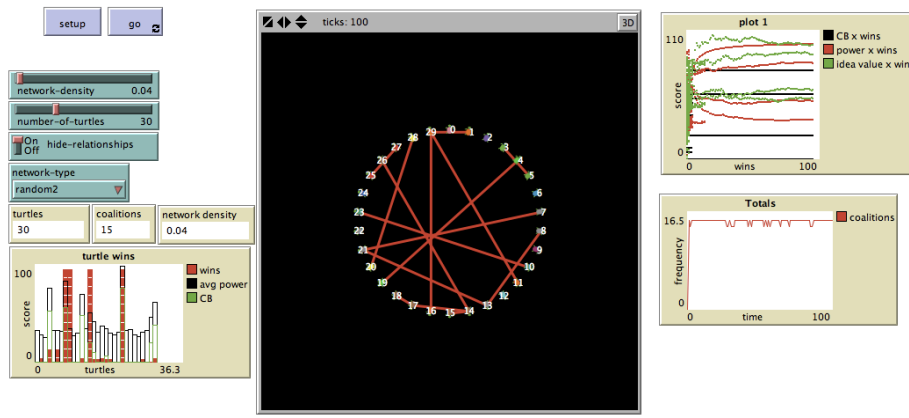 setup
go
network-density 0.04
number-of-turtles 30
On
Off
hide-relationships
network-type
random2
turtles
30
coalitions
15
network density
0.04
turtle wins
100
score
0
0
turtles
36.3
wins
avg power
CB
ticks: 100
3D
29
0
1
2
3
4
5
6
7
8
9
10
11
12
13
14
15
16
17
18
19
20
21
22
23
24
25
26
27
28
plot 1
110
score
0
0
wins
100
CB x wins
power x wins
idea value x win
Totals
16.5
frequency
0
0
time
100
coalitions